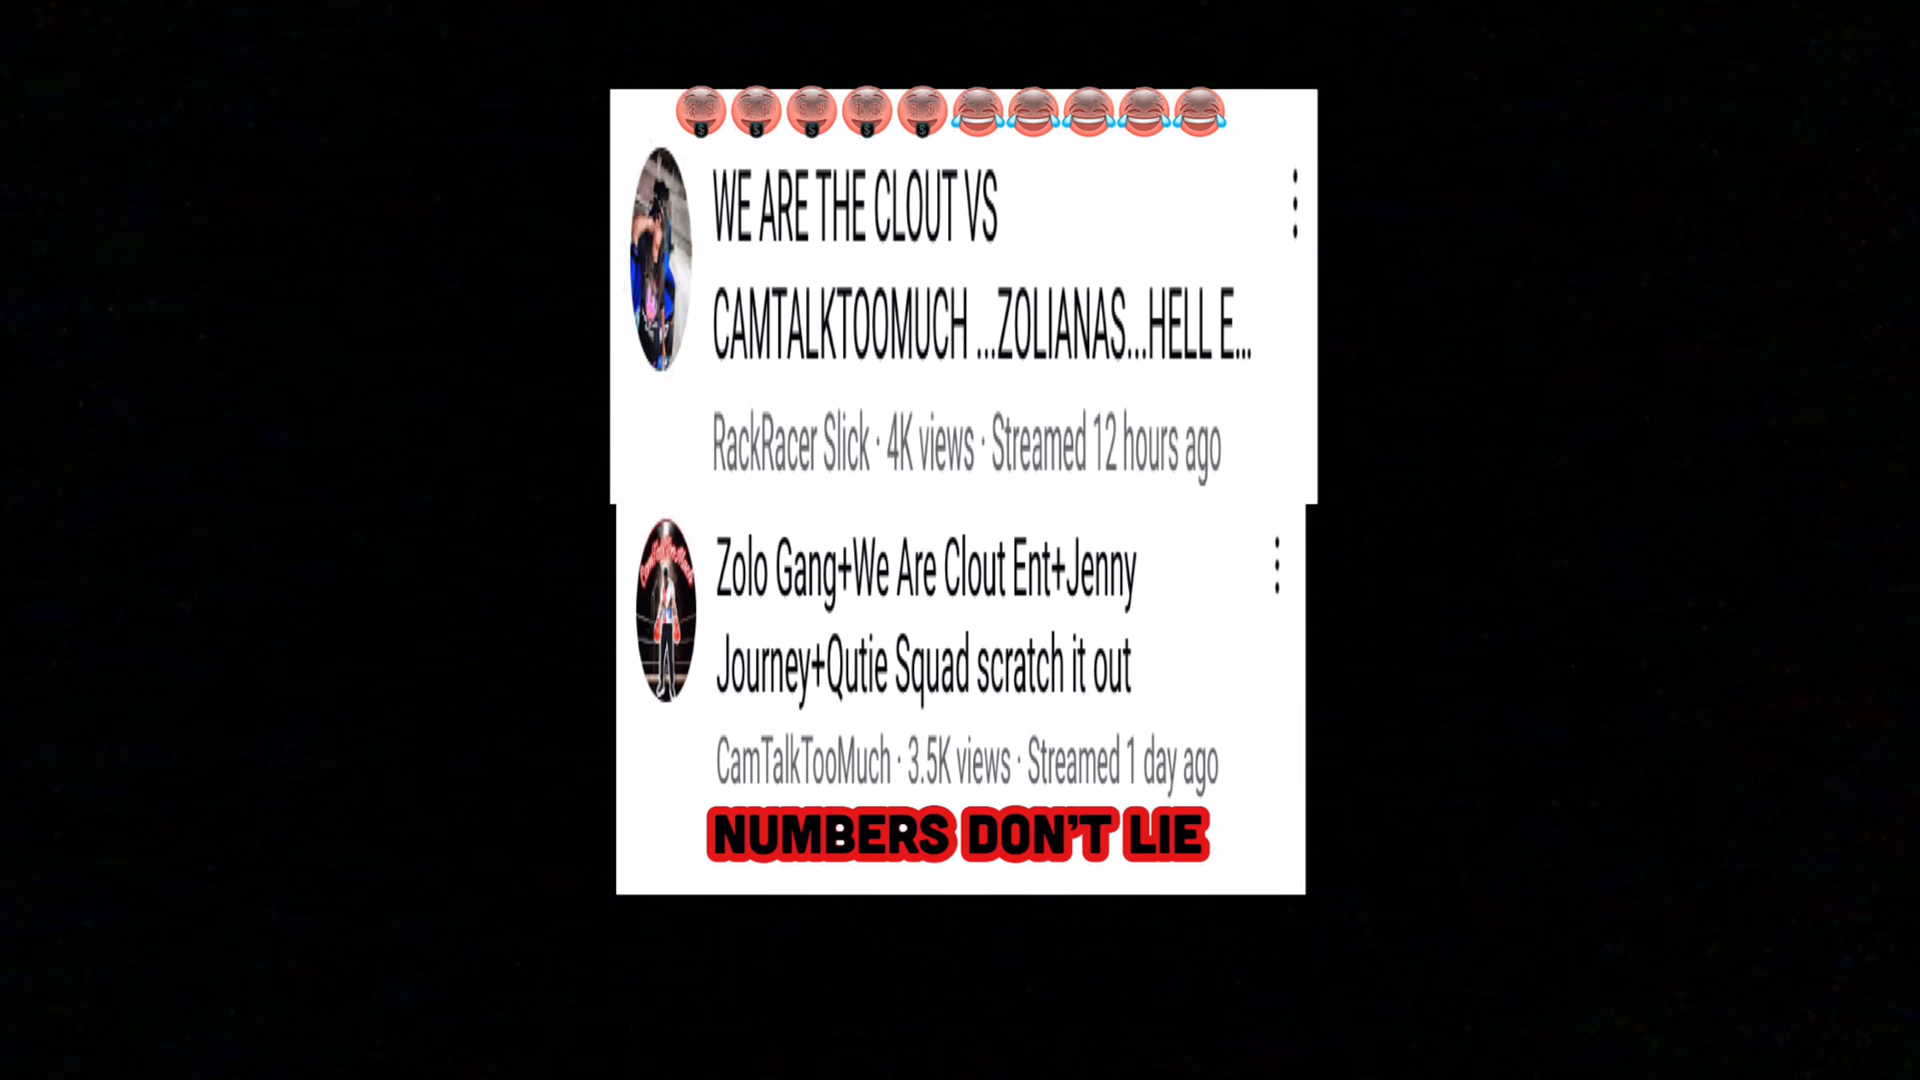 WE ARE THE CLOUT VS
CAMTALKTOOMUCH ...ZOLIANAS...HELL E...
RackRacer Slick · 4K views · Streamed 12 hours ago
Zolo Gang+We Are Clout Ent+Jenny
Journey+Qutie Squad scratch it out
CamTalkTooMuch · 3.5K views · Streamed 1 day ago
NUMBERS DON'T LIE